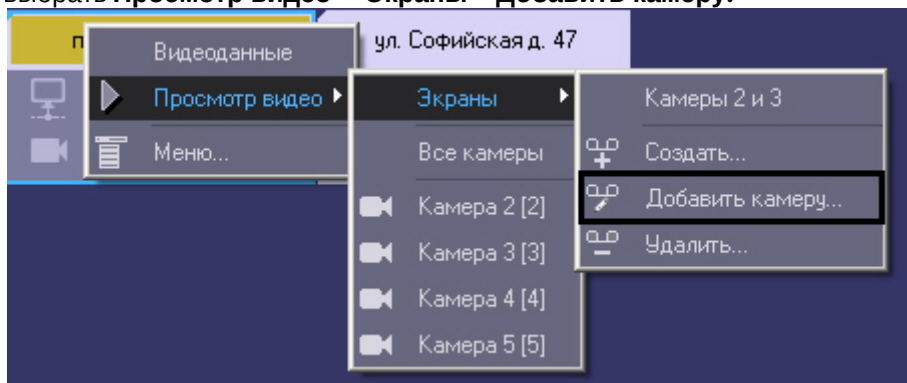 выбрать Просмотр видео – Экраны – Добавить камеру.
ул. Софийская д. 47
Видеоданные
Просмотр видео
Меню...
Экраны
Все камеры
Камера 2 [2]
Камера 3 [3]
Камера 4 [4]
Камера 5 [5]
Камеры 2 и 3
Создать...
Добавить камеру...
Удалить...